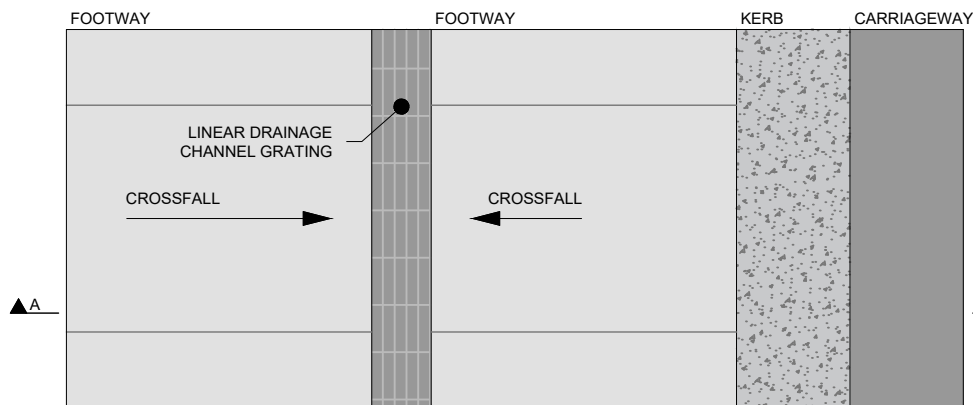 FOOTWAY
FOOTWAY
KERB
CARRIAGEWAY
LINEAR DRAINAGE
CHANNEL GRATING
CROSSFALL
CROSSFALL
A